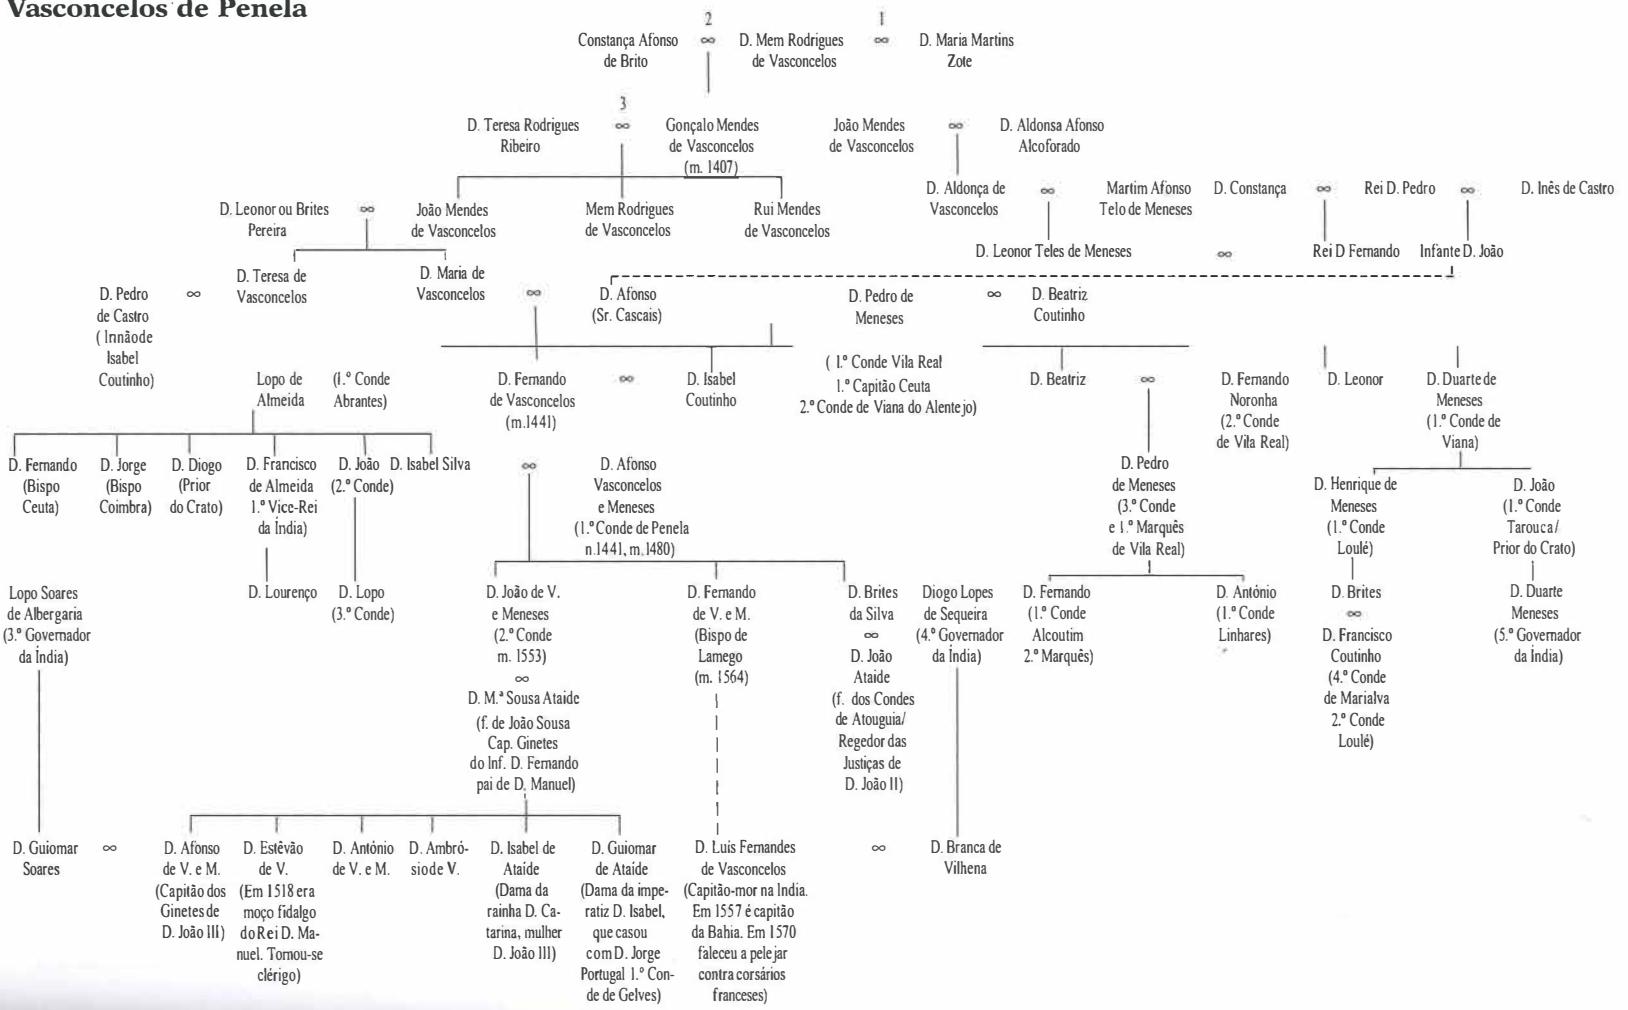 Vasconcelos de Penela
2
1
Constança Afonso
de Brito
∞
D. Mem Rodrigues
de Vasconcelos
∞
D. Maria Martins
Zote
3
D. Teresa Rodrigues
Ribeiro
∞
Gonçalo Mendes
de Vasconcelos
(m. 1407)
João Mendes
de Vasconcelos
∞
D. Aldonsa Afonso
Alcoforado
D. Leonor ou Brites
Pereira
∞
João Mendes
de Vasconcelos
Mem Rodrigues
de Vasconcelos
Rui Mendes
de Vasconcelos
D. Aldonça de
Vasconcelos
∞
Martim Afonso
Telo de Meneses
D. Constança
∞
Rei D. Pedro
∞
D. Inês de Castro
D. Leonor Teles de Meneses
∞
Rei D Fernando
Infante D. João
D. Pedro
de Castro
( Irmão de
Isabel
Coutinho)
∞
D. Teresa de
Vasconcelos
D. Maria de
Vasconcelos
∞
D. Afonso
(Sr. Cascais)
D. Pedro de
Meneses
( 1.º Conde Vila Real
1.º Capitão Ceuta
2.º Conde de Viana do Alentejo)
∞
D. Beatriz
Coutinho
Lopo de
Almeida
(1.º Conde
Abrantes)
D. Fernando
de Vasconcelos
(m.1441)
∞
D. Isabel
Coutinho
D. Beatriz
∞
D. Fernando
Noronha
(2.º Conde
de Vila Real)
D. Leonor
D. Duarte de
Meneses
(1.º Conde de
Viana)
D. Fernando
(Bispo
Ceuta)
D. Jorge
(Bispo
Coimbra)
D. Diogo
(Prior
do Crato)
D. Francisco
de Almeida
1.º Vice-Rei
da Índia)
D. João
(2.º Conde)
D. Isabel Silva
∞
D. Afonso
Vasconcelos
e Meneses
(1.º Conde de Penela
n.1441, m.1480)
D. Pedro
de Meneses
(3.º Conde
e 1.º Marquês
de Vila Real)
D. Henrique de
Meneses
(1.º Conde
Loulé)
D. João
(1.º Conde
Tarouca/
Prior do Crato)
Lopo Soares
de Albergaria
(3.º Governador
da Índia)
D. Lourenço
D. Lopo
(3.º Conde)
D. João de V.
e Meneses
(2.º Conde
m. 1553)
∞
D. M.ª Sousa Ataíde
(f. de João Sousa
Cap. Ginetes
do Inf. D. Fernando
pai de D. Manuel)
D. Fernando
de V. e M.
(Bispo de
Lamego
(m. 1564)
D. Brites
da Silva
∞
D. João
Ataíde
(f. dos Condes
de Atouguia/
Regedor das
Justiças de
D. João II)
Diogo Lopes
de Sequeira
(4.º Governador
da Índia)
D. Fernando
(1.º Conde
Alcoutim
2.º Marquês)
D. António
(1.º Conde
Linhares)
D. Brites
∞
D. Francisco
Coutinho
(4.º Conde
de Marialva
2.º Conde
Loulé)
D. Duarte
Meneses
(5.º Governador
da Índia)
D. Guiomar
Soares
∞
D. Afonso
de V. e M.
(Capitão dos
Ginetes de
D. João III)
D. Estêvão
de V.
(Em 1518 era
moço fidalgo
do Rei D. Ma-
nuel. Tornou-se
clérigo)
D. António
de V. e M.
D. Ambró-
sio de V.
D. Isabel de
Ataíde
(Dama da
rainha D. Ca-
tarina, mulher
D. João III)
D. Guiomar
de Ataíde
(Dama da impe-
ratiz D. Isabel,
que casou
com D. Jorge
Portugal 1.º Con-
de de Gelves)
D. Luís Fernandes
de Vasconcelos
(Capitão-mor na Índia.
Em 1557 é capitão
da Bahia. Em 1570
faleceu a pelejar
contra corsários
franceses)
∞
D. Branca de
Vilhena